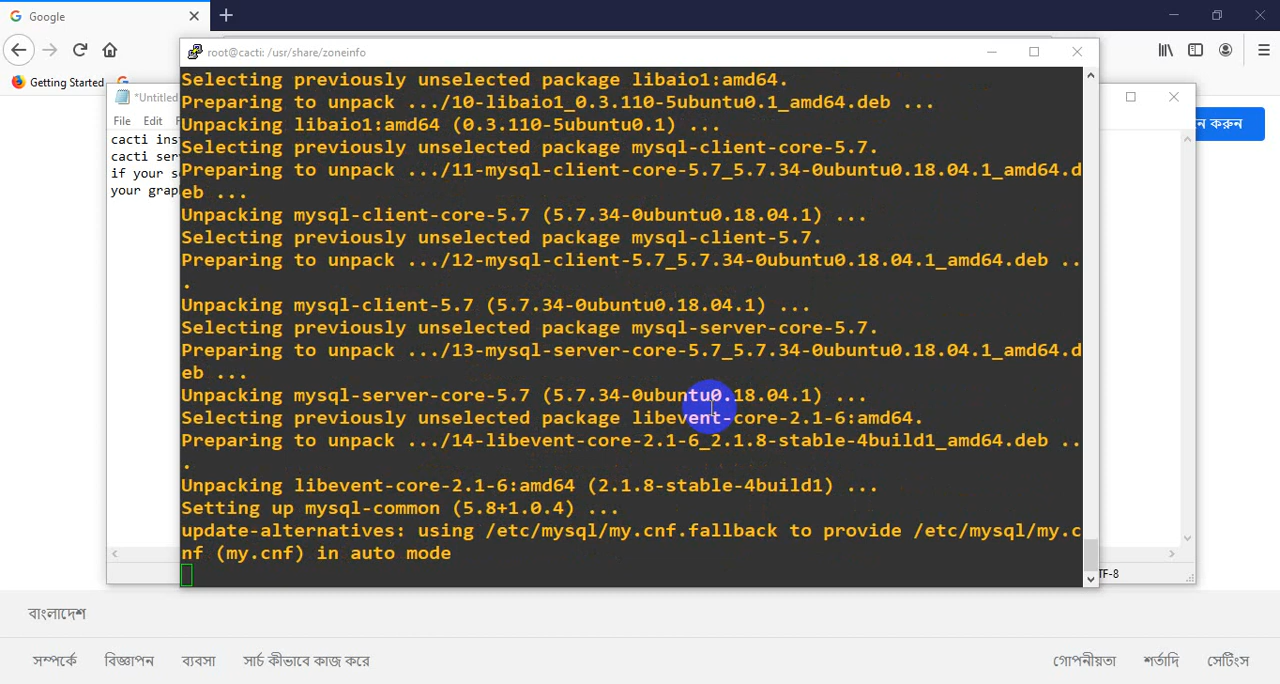 Google
Getting Started
root@cacti: /usr/share/zoneinfo
*Untitled
File Edit
cacti ins
cacti ser
if your s
your grap
Selecting previously unselected package libaio1:amd64.
Preparing to unpack .../10-libaio1_0.3.110-5ubuntu0.1_amd64.deb ...
Unpacking libaio1:amd64 (0.3.110-5ubuntu0.1) ...
Selecting previously unselected package mysql-client-core-5.7.
Preparing to unpack .../11-mysql-client-core-5.7_5.7.34-0ubuntu0.18.04.1_amd64.d
eb ...
Unpacking mysql-client-core-5.7 (5.7.34-0ubuntu0.18.04.1) ...
Selecting previously unselected package mysql-client-5.7.
Preparing to unpack .../12-mysql-client-5.7_5.7.34-0ubuntu0.18.04.1_amd64.deb ..
.
Unpacking mysql-client-5.7 (5.7.34-0ubuntu0.18.04.1) ...
Selecting previously unselected package mysql-server-core-5.7.
Preparing to unpack .../13-mysql-server-core-5.7_5.7.34-0ubuntu0.18.04.1_amd64.d
eb ...
Unpacking mysql-server-core-5.7 (5.7.34-0ubuntu0.18.04.1) ...
Selecting previously unselected package libevent-core-2.1-6:amd64.
Preparing to unpack .../14-libevent-core-2.1-6_2.1.8-stable-4build1_amd64.deb ..
.
Unpacking libevent-core-2.1-6:amd64 (2.1.8-stable-4build1) ...
Setting up mysql-common (5.8+1.0.4) ...
update-alternatives: using /etc/mysql/my.cnf.fallback to provide /etc/mysql/my.c
nf (my.cnf) in auto mode
করুন
TF-8
বাংলাদেশ
সম্পর্কে বিজ্ঞাপন ব্যবসা সার্চ কীভাবে কাজ করে গোপনীয়তা শর্তাদি সেটিংস